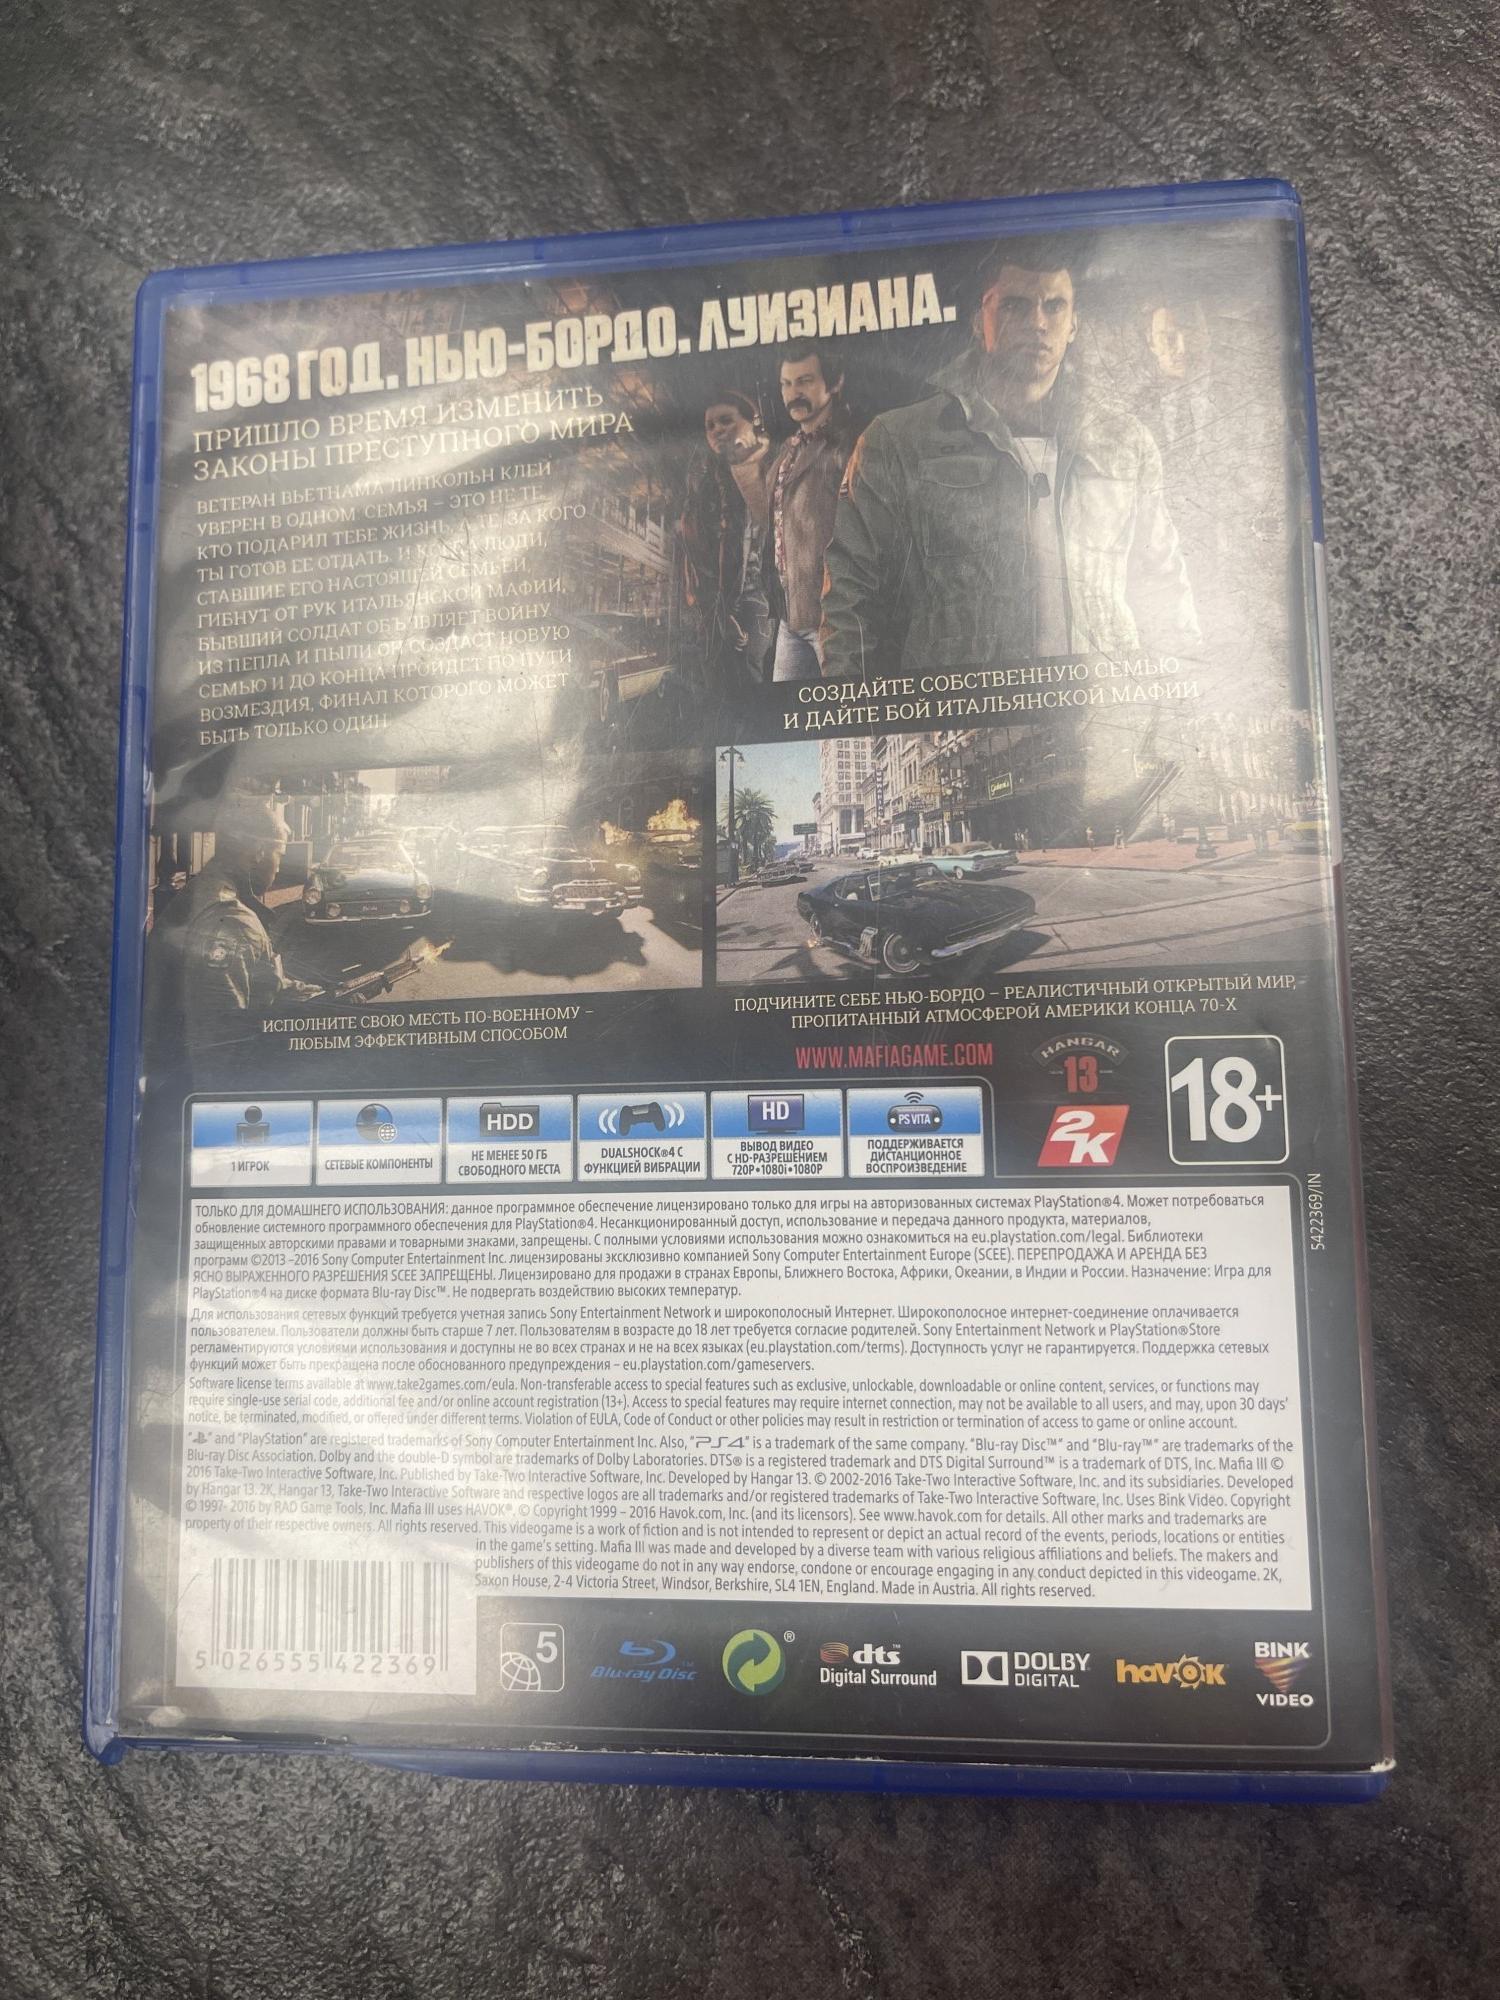 1968 ГОД. НЬЮ-БОРДО. ЛУИЗИАНА.
ПРИШЛО ВРЕМЯ ИЗМЕНИТЬ
ЗАКОНЫ ПРЕСТУПНОГО МИРА
ВЕТЕРАН ВЬЕТНАМА ЛИНКОЛЬН КЛЕЙ
УВЕРЕН В ОДНОМ: СЕМЬЯ – ЭТО НЕ ТЕ,
КТО ПОДАРИЛ ТЕБЕ ЖИЗНЬ, А ТЕ, ЗА КОГО
ТЫ ГОТОВ ЕЕ ОТДАТЬ. И КОГДА ЛЮДИ,
СТАВШИЕ ЕГО НАСТОЯЩЕЙ СЕМЬЕЙ,
ГИБНУТ ОТ РУК ИТАЛЬЯНСКОЙ МАФИИ,
БЫВШИЙ СОЛДАТ ОБЪЯВЛЯЕТ ВОЙНУ.
ИЗ ПЕПЛА И ПЫЛИ ОН СОЗДАСТ НОВУЮ
СЕМЬЮ И ДО КОНЦА ПРОЙДЕТ ПО ПУТИ
ВОЗМЕЗДИЯ, ФИНАЛ КОТОРОГО МОЖЕТ
БЫТЬ ТОЛЬКО ОДИН.
СОЗДАЙТЕ СОБСТВЕННУЮ СЕМЬЮ
И ДАЙТЕ БОЙ ИТАЛЬЯНСКОЙ МАФИИ
ИСПОЛНИТЕ СВОЮ МЕСТЬ ПО-ВОЕННОМУ –
ЛЮБЫМ ЭФФЕКТИВНЫМ СПОСОБОМ
ПОДЧИНИТЕ СЕБЕ НЬЮ-БОРДО – РЕАЛИСТИЧНЫЙ ОТКРЫТЫЙ МИР,
ПРОПИТАННЫЙ АТМОСФЕРОЙ АМЕРИКИ КОНЦА 70-Х
WWW.MAFIAGAME.COM
HANGAR
13
2K
18+
1 ИГРОК
СЕТЕВЫЕ КОМПОНЕНТЫ
HDD
НЕ МЕНЕЕ 50 ГБ
СВОБОДНОГО МЕСТА
DUALSHOCK®4 С
ФУНКЦИЕЙ ВИБРАЦИИ
HD
ВЫВОД ВИДЕО
С HD-РАЗРЕШЕНИЕМ
720P•1080i•1080P
PS VITA
ПОДДЕРЖИВАЕТСЯ
ДИСТАНЦИОННОЕ
ВОСПРОИЗВЕДЕНИЕ
5422369/IN
ТОЛЬКО ДЛЯ ДОМАШНЕГО ИСПОЛЬЗОВАНИЯ: данное программное обеспечение лицензировано только для игры на авторизованных системах PlayStation®4. Может потребоваться
обновление системного программного обеспечения для PlayStation®4. Несанкционированный доступ, использование и передача данного продукта, материалов,
защищенных авторскими правами и товарными знаками, запрещены. С полными условиями использования можно ознакомиться на eu.playstation.com/legal. Библиотеки
программ ©2013 –2016 Sony Computer Entertainment Inc. лицензированы эксклюзивно компанией Sony Computer Entertainment Europe (SCEE). ПЕРЕПРОДАЖА И АРЕНДА БЕЗ
ЯСНО ВЫРАЖЕННОГО РАЗРЕШЕНИЯ SCEE ЗАПРЕЩЕНЫ. Лицензировано для продажи в странах Европы, Ближнего Востока, Африки, Океании, в Индии и России. Назначение: Игра для
PlayStation®4 на диске формата Blu-ray Disc™. Не подвергать воздействию высоких температур.
Для использования сетевых функций требуется учетная запись Sony Entertainment Network и широкополосный Интернет. Широкополосное интернет-соединение оплачивается
пользователем. Пользователи должны быть старше 7 лет. Пользователям в возрасте до 18 лет требуется согласие родителей. Sony Entertainment Network и PlayStation®Store
регламентируются условиями использования и доступны не во всех странах и не на всех языках (eu.playstation.com/terms). Доступность услуг не гарантируется. Поддержка сетевых
функций может быть прекращена после обоснованного предупреждения – eu.playstation.com/gameservers.
Software license terms available at www.take2games.com/eula. Non-transferable access to special features such as exclusive, unlockable, downloadable or online content, services, or functions may
require single-use serial code, additional fee and/or online account registration (13+). Access to special features may require internet connection, may not be available to all users, and may, upon 30 days'
notice, be terminated, modified, or offered under different terms. Violation of EULA, Code of Conduct or other policies may result in restriction or termination of access to game or online account.
" " and "PlayStation" are registered trademarks of Sony Computer Entertainment Inc. Also, "PS4" is a trademark of the same company. "Blu-ray Disc™" and "Blu-ray™" are trademarks of the
Blu-ray Disc Association. Dolby and the double-D symbol are trademarks of Dolby Laboratories. DTS® is a registered trademark and DTS Digital Surround™ is a trademark of DTS, Inc. Mafia III ©
2016 Take-Two Interactive Software, Inc. Published by Take-Two Interactive Software, Inc. Developed by Hangar 13. © 2002-2016 Take-Two Interactive Software, Inc. and its subsidiaries. Developed
by Hangar 13. 2K, Hangar 13, Take-Two Interactive Software and respective logos are all trademarks and/or registered trademarks of Take-Two Interactive Software, Inc. Uses Bink Video. Copyright
© 1997- 2016 by RAD Game Tools, Inc. Mafia III uses HAVOK®. © Copyright 1999 – 2016 Havok.com, Inc. (and its licensors). See www.havok.com for details. All other marks and trademarks are
property of their respective owners. All rights reserved. This videogame is a work of fiction and is not intended to represent or depict an actual record of the events, periods, locations or entities
in the game's setting. Mafia III was made and developed by a diverse team with various religious affiliations and beliefs. The makers and
publishers of this videogame do not in any way endorse, condone or encourage engaging in any conduct depicted in this videogame. 2K,
Saxon House, 2-4 Victoria Street, Windsor, Berkshire, SL4 1EN, England. Made in Austria. All rights reserved.
5 026555 422369
5
Blu-ray Disc™
®
dts™
Digital Surround
DOLBY
DIGITAL
havok
BINK
VIDEO